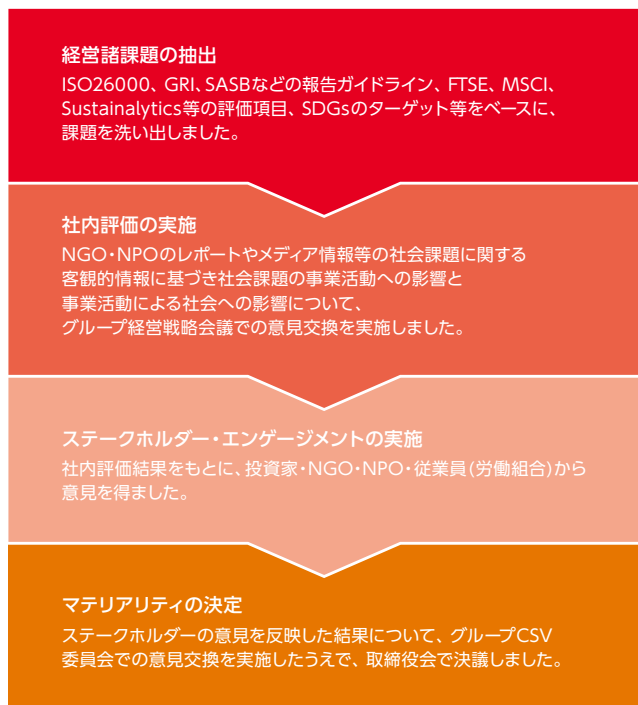 経営諸課題の抽出
ISO26000、GRI、SASBなどの報告ガイドライン、FTSE、MSCI、
Sustainalytics等の評価項目、SDGsのターゲット等をベースに、
課題を洗い出しました。
社内評価の実施
NGO・NPOのレポートやメディア情報等の社会課題に関する
客観的情報に基づき社会課題の事業活動への影響と
事業活動による社会への影響について、
グループ経営戦略会議での意見交換を実施しました。
ステークホルダー・エンゲージメントの実施
社内評価結果をもとに、投資家・NGO・NPO・従業員(労働組合)から
意見を得ました。
マテリアリティの決定
ステークホルダーの意見を反映した結果について、グループCSV
委員会での意見交換を実施したうえで、取締役会で決議しました。